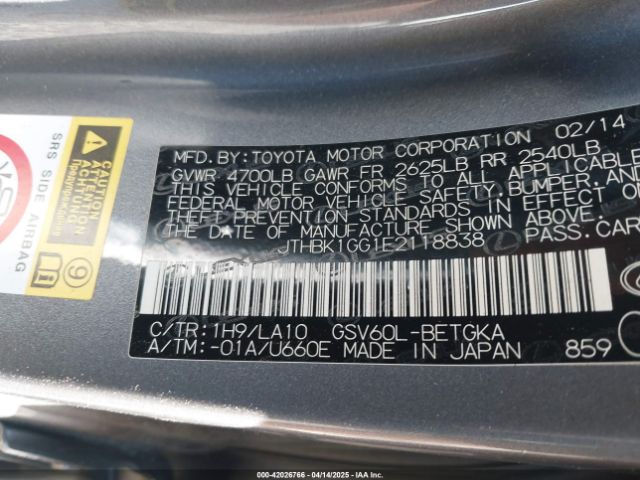 MFD. BY: TOYOTA MOTOR CORPORATION 02/14
GVWR 4700LB GAWR FR 2625LB RR 2540LB
THIS VEHICLE CONFORMS TO ALL APPLICABLE
FEDERAL MOTOR VEHICLE SAFETY, BUMPER, AND
THEFT PREVENTION STANDARDS IN EFFECT ON
THE DATE OF MANUFACTURE SHOWN ABOVE.
JTHBK1GG1E2118838 PASS. CAR
C/TR: 1H9/LA10 GSV60L-BETGKA
A/TM: -01A/U660E MADE IN JAPAN 859
SRS SIDE AIRBAG
CAUTION
ATTENTION
ACHTUNG
9
00-42026766 - 04/14/2025 - IAA Inc.